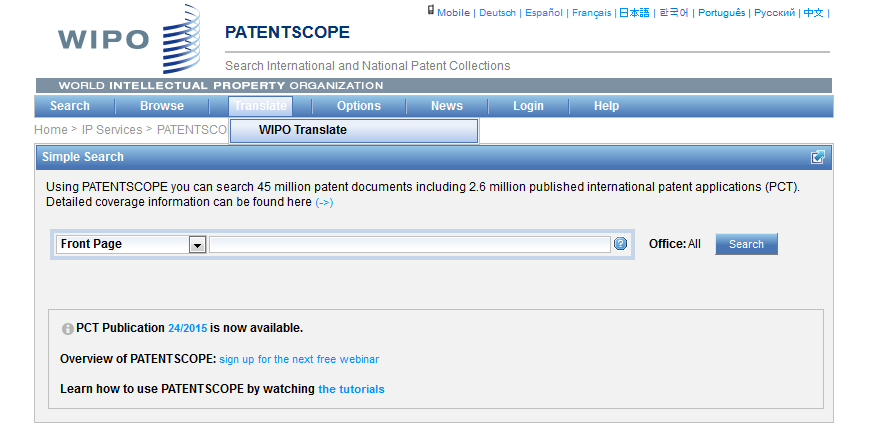 Mobile | Deutsch | Español | Français | 日本語 | 한국어 | Português | Русский | 中文 |
WIPO
PATENTSCOPE
Search International and National Patent Collections
WORLD INTELLECTUAL PROPERTY ORGANIZATION
Search Browse Translate Options News Login Help
Home > IP Services > PATENTSCO
WIPO Translate
Simple Search
Using PATENTSCOPE you can search 45 million patent documents including 2.6 million published international patent applications (PCT).
Detailed coverage information can be found here (->)
Front Page ? Office: All Search
PCT Publication 24/2015 is now available.
Overview of PATENTSCOPE: sign up for the next free webinar
Learn how to use PATENTSCOPE by watching the tutorials